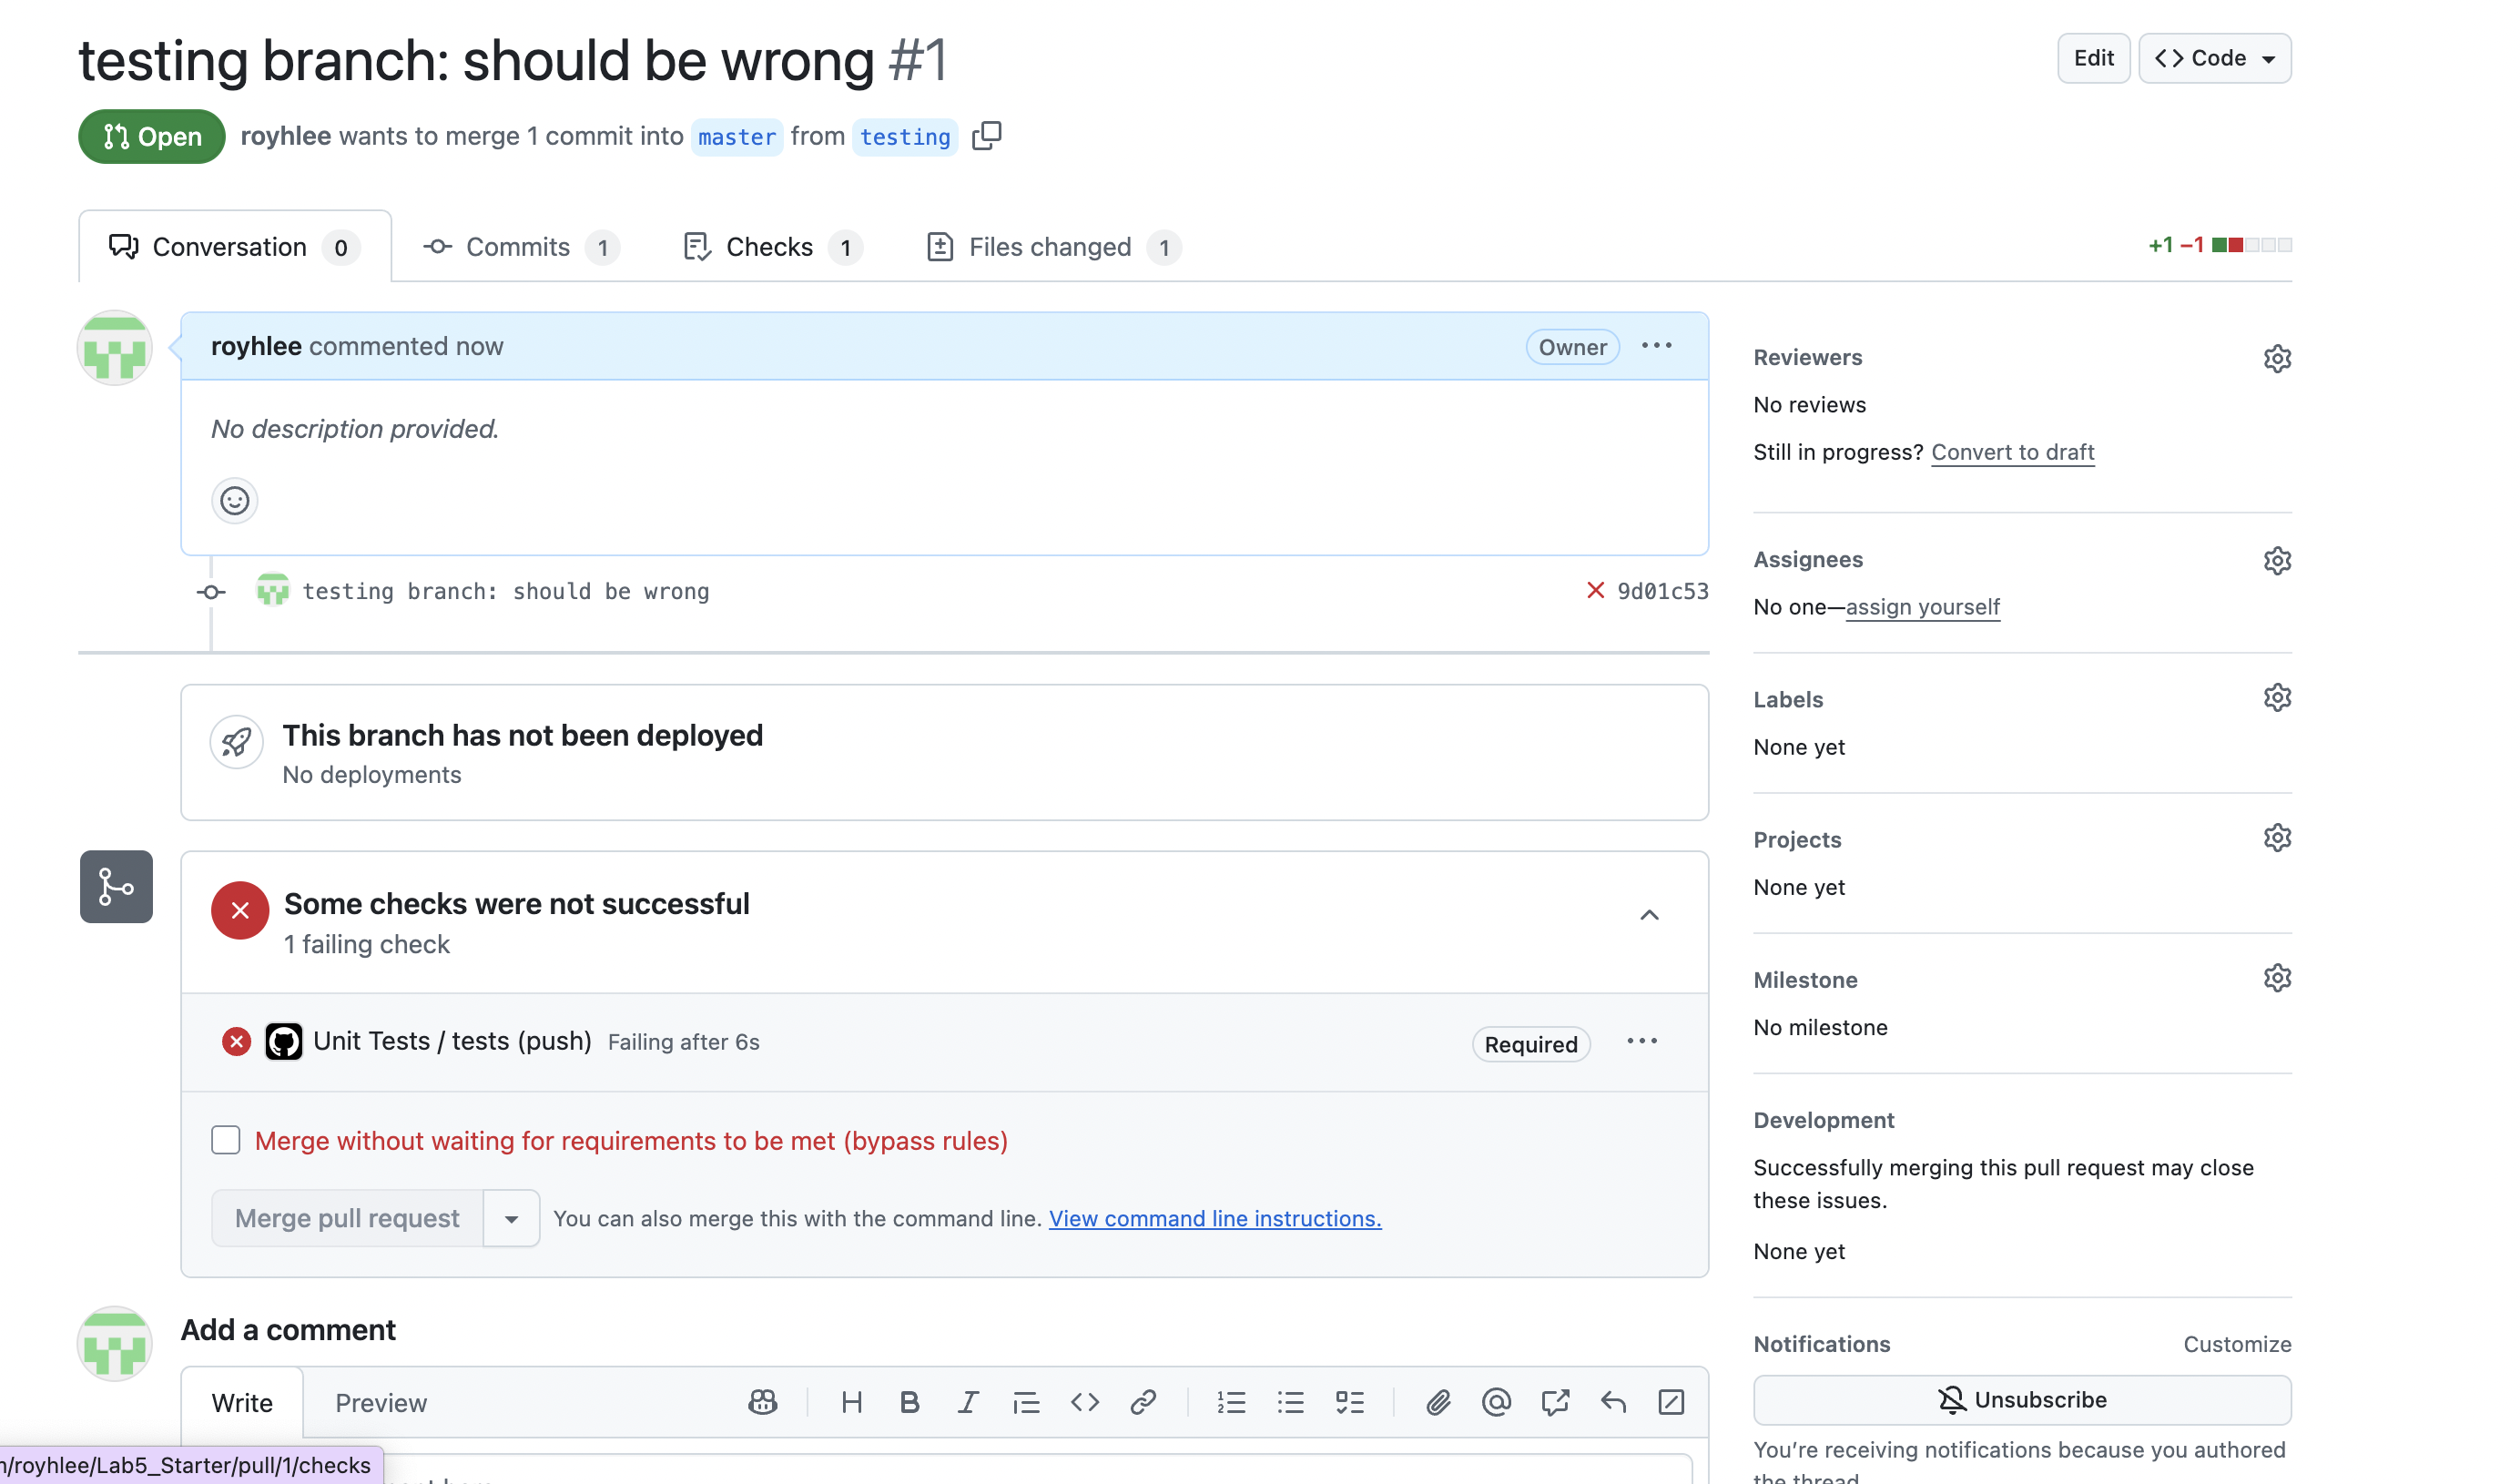 testing branch: should be wrong #1
Edit
Code
Open
royhlee wants to merge 1 commit into master from testing
Conversation 0
Commits 1
Checks 1
Files changed 1
+1 −1
royhlee commented now
Owner
No description provided.
testing branch: should be wrong
9d01c53
This branch has not been deployed
No deployments
Some checks were not successful
1 failing check
Unit Tests / tests (push) Failing after 6s
Required
Merge without waiting for requirements to be met (bypass rules)
Merge pull request
You can also merge this with the command line. View command line instructions.
Add a comment
Write
Preview
/royhlee/Lab5_Starter/pull/1/checks
Reviewers
No reviews
Still in progress? Convert to draft
Assignees
No one—assign yourself
Labels
None yet
Projects
None yet
Milestone
No milestone
Development
Successfully merging this pull request may close
these issues.
None yet
Notifications
Customize
Unsubscribe
You’re receiving notifications because you authored
the thread.